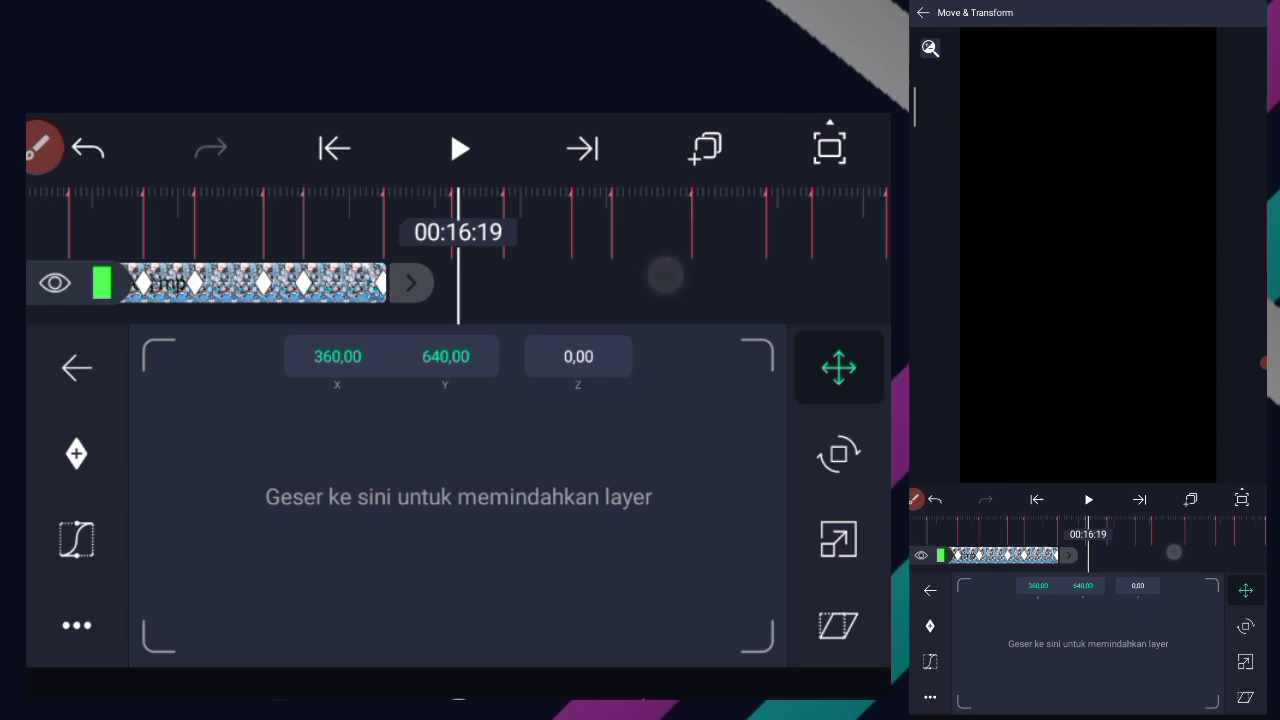 00:16:19
360,00 640,00 0,00
X Y Z
Geser ke sini untuk memindahkan layer
Move & Transform
00:16:19
360,00 640,00 0,00
Geser ke sini untuk memindahkan layer